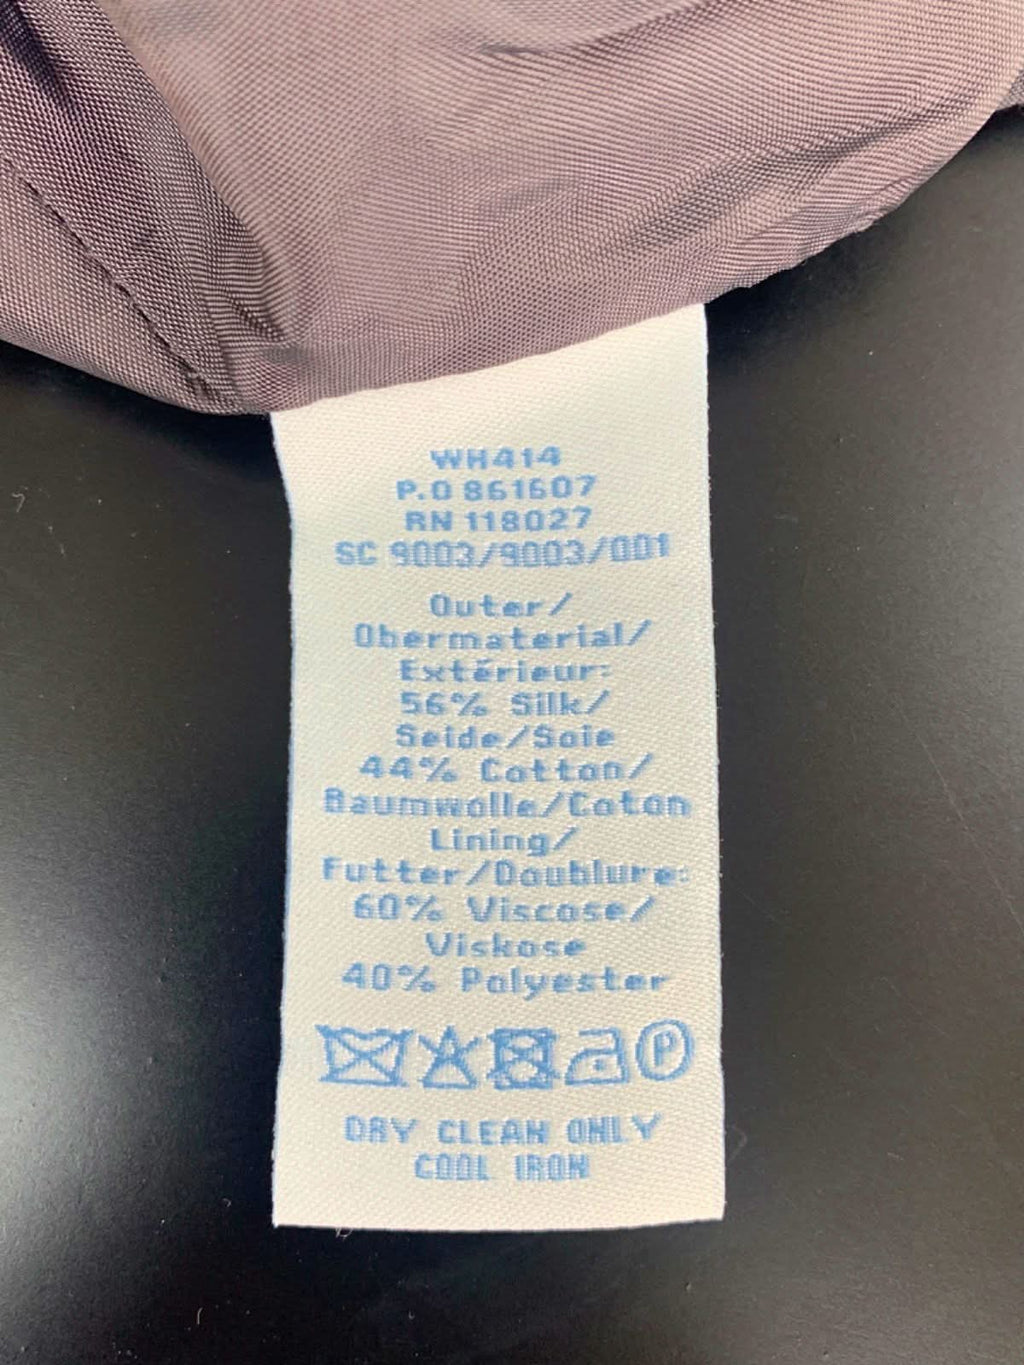 WH414
P.O 861607
RN 118027
SC 9003/9003/001
Outer/
Obermaterial/
Extérieur:
56% Silk/
Seide/Soie
44% Cotton/
Baumwolle/Coton
Lining/
Futter/Doublure:
60% Viscose/
Viskose
40% Polyester
P
DRY CLEAN ONLY
COOL IRON